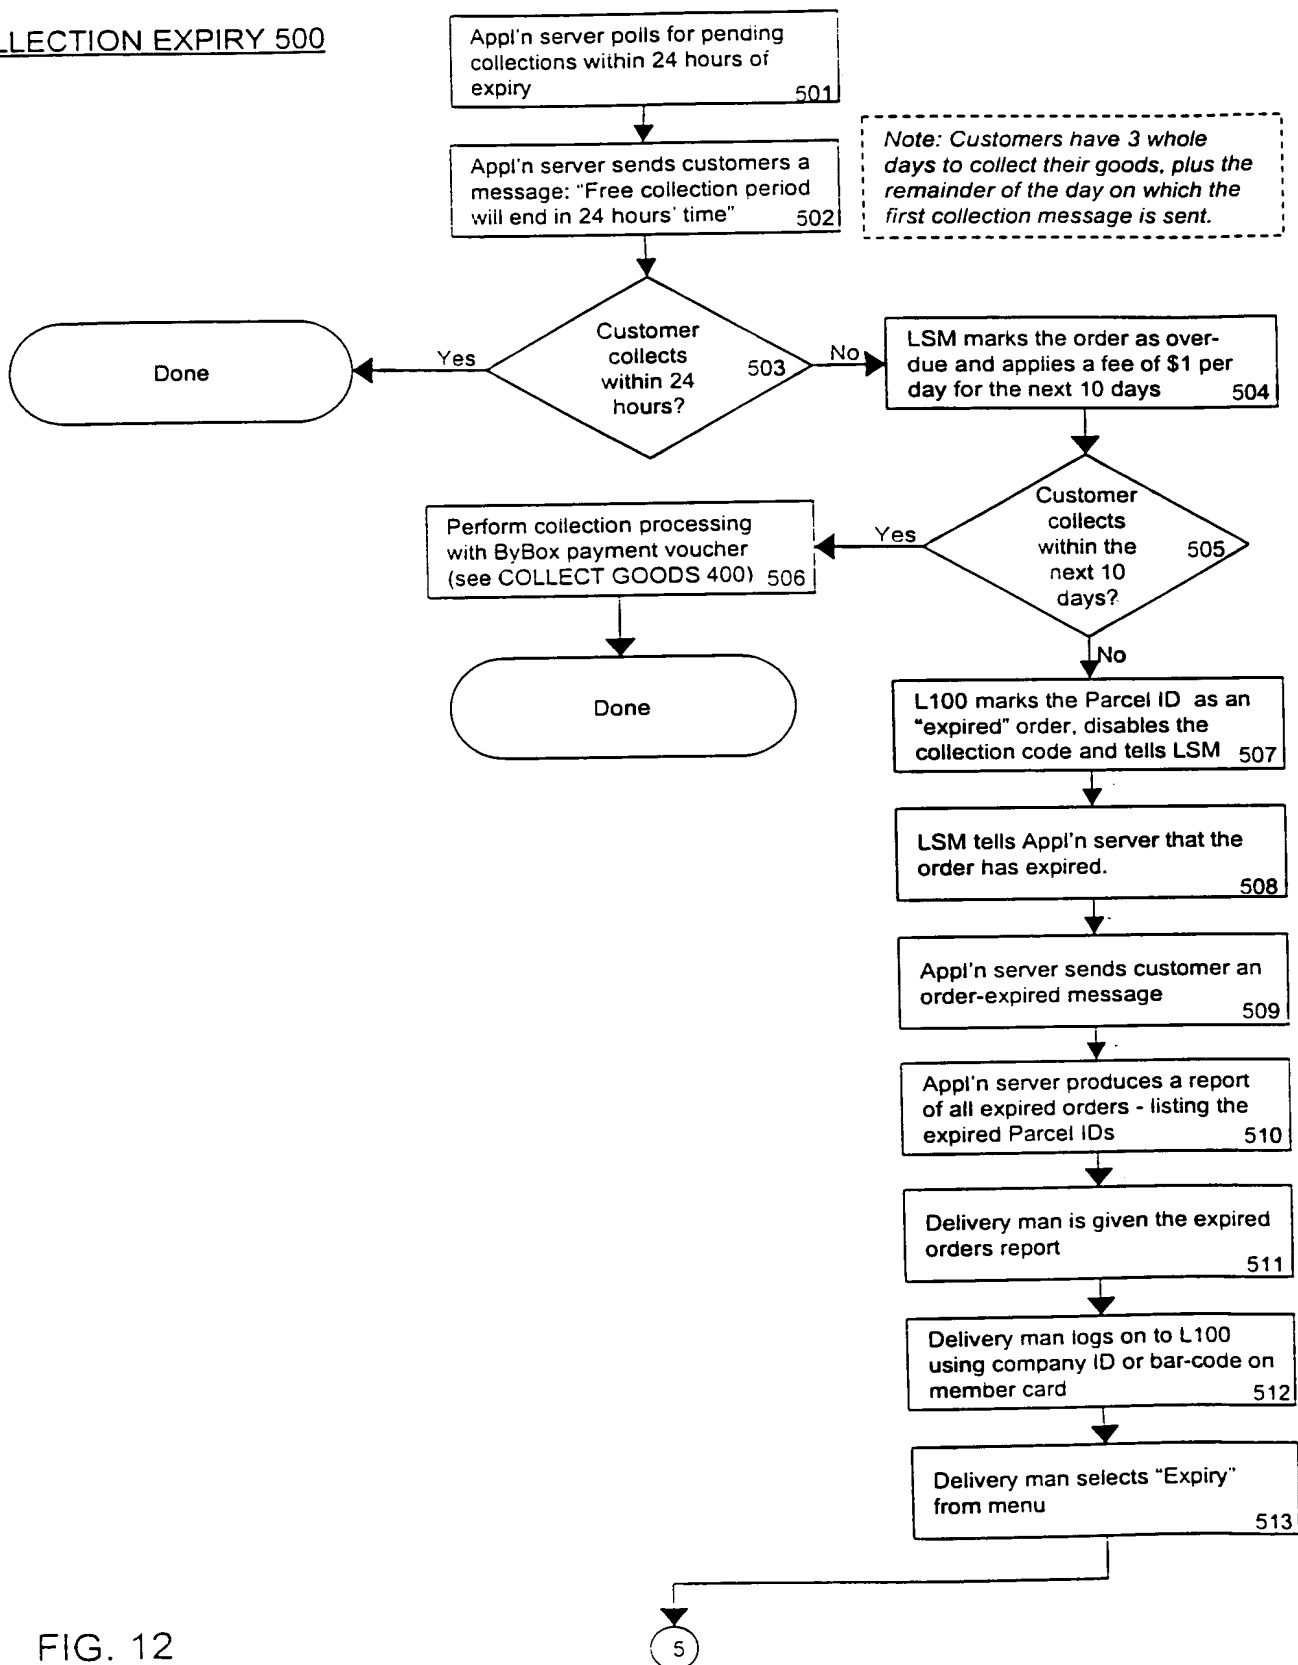 LLECTION EXPIRY 500
Appl'n server polls for pending
collections within 24 hours of
expiry
501
Appl'n server sends customers a
message: “Free collection period
will end in 24 hours' time”
502
Note: Customers have 3 whole
days to collect their goods, plus the
remainder of the day on which the
first collection message is sent.
Customer
collects
within 24
hours?
503
Yes
Done
No
LSM marks the order as over-
due and applies a fee of $1 per
day for the next 10 days
504
Customer
collects
within the
next 10
days?
505
Yes
Perform collection processing
with ByBox payment voucher
(see COLLECT GOODS 400)
506
Done
No
L100 marks the Parcel ID as an
“expired” order, disables the
collection code and tells LSM
507
LSM tells Appl'n server that the
order has expired.
508
Appl'n server sends customer an
order-expired message
509
Appl'n server produces a report
of all expired orders - listing the
expired Parcel IDs
510
Delivery man is given the expired
orders report
511
Delivery man logs on to L100
using company ID or bar-code on
member card
512
Delivery man selects “Expiry”
from menu
513
5
FIG. 12